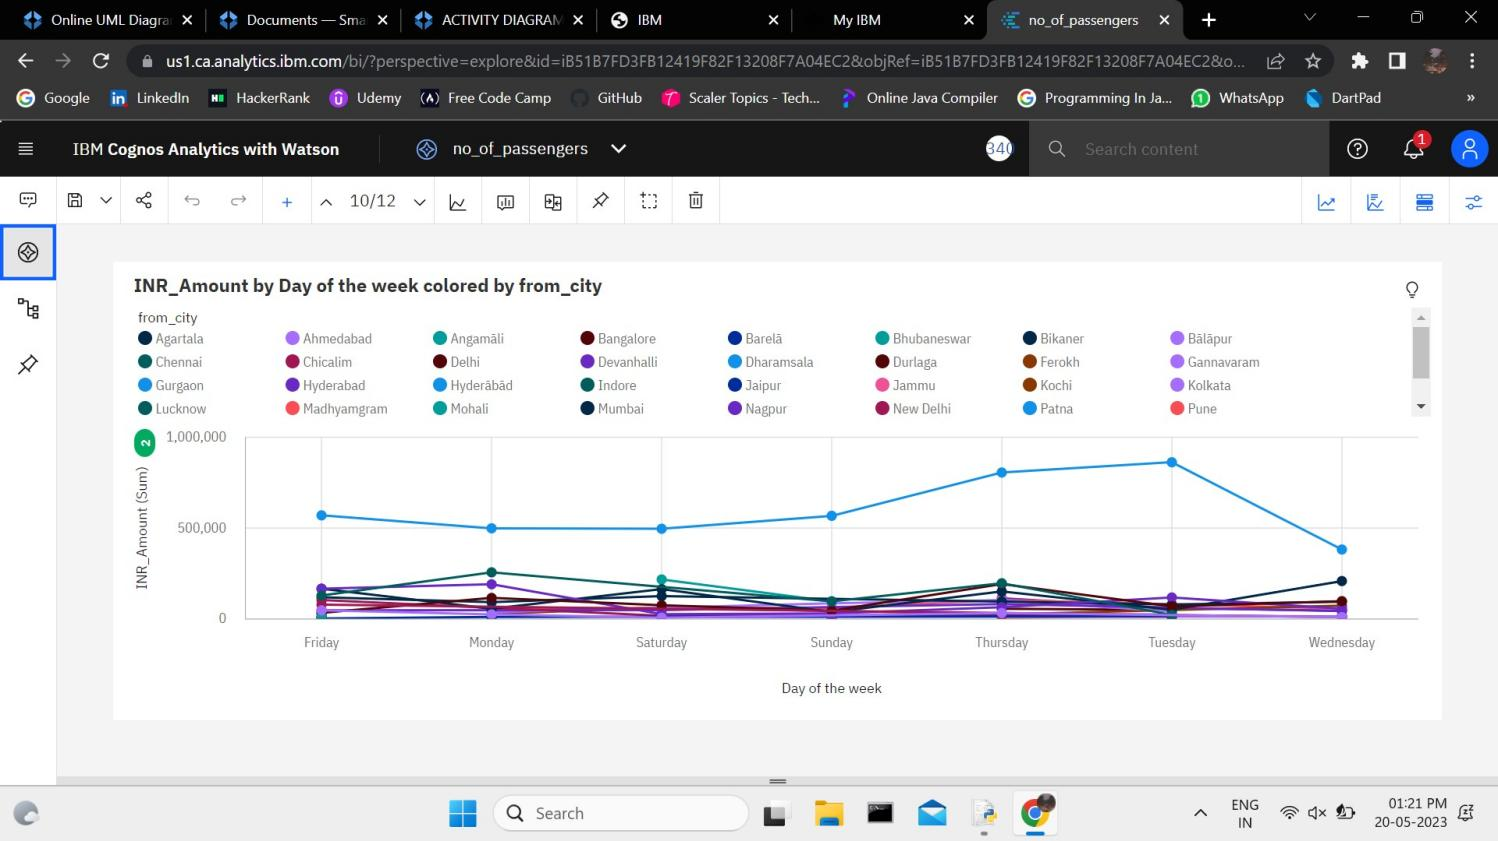 Online UML Diagra
Documents — Sma
ACTIVITY DIAGRAM
IBM
My IBM
no_of_passengers
us1.ca.analytics.ibm.com/bi/?perspective=explore&id=iB51B7FD3FB12419F82F13208F7A04EC2&objRef=iB51B7FD3FB12419F82F13208F7A04EC2&o...
Google LinkedIn HackerRank Udemy Free Code Camp GitHub Scaler Topics - Tech... Online Java Compiler Programming In Ja... WhatsApp DartPad »
IBM Cognos Analytics with Watson
no_of_passengers
340
Search content
1
10/12
INR_Amount by Day of the week colored by from_city
from_city
Agartala Ahmedabad Angamāli Bangalore Barelā Bhubaneswar Bikaner Bālāpur
Chennai Chicalim Delhi Devanhalli Dharamsala Durlaga Ferokh Gannavaram
Gurgaon Hyderabad Hyderābād Indore Jaipur Jammu Kochi Kolkata
Lucknow Madhyamgram Mohali Mumbai Nagpur New Delhi Patna Pune
2
INR_Amount (Sum)
1,000,000
500,000
0
Friday Monday Saturday Sunday Thursday Tuesday Wednesday
Day of the week
Search
ENG
IN
01:21 PM
20-05-2023